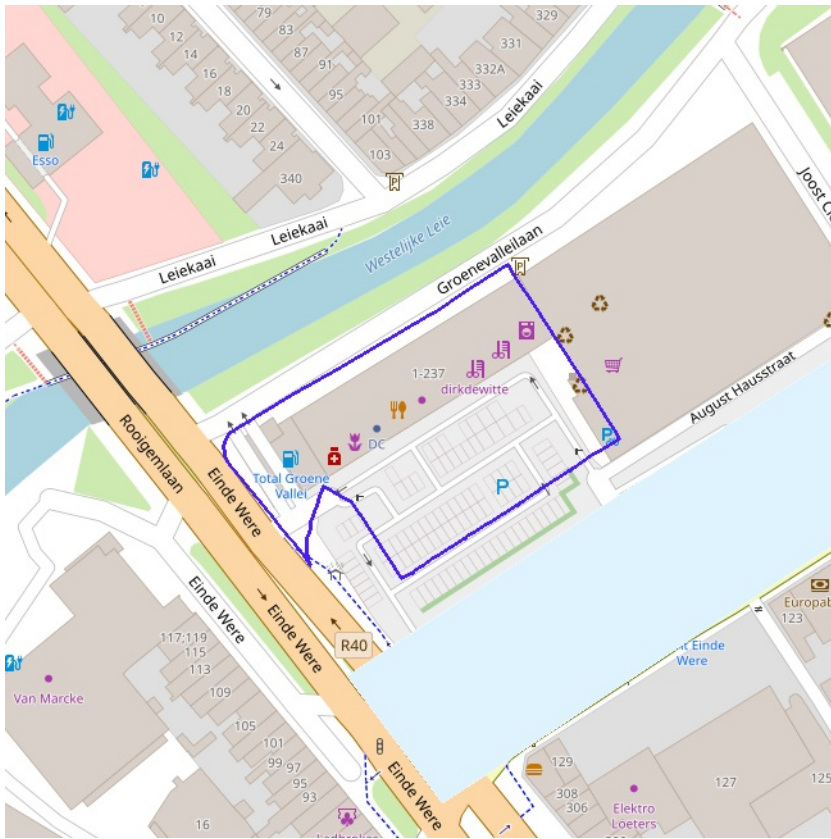 10
79
329
12
83
14
87
331
16
91
332A
18
95
333
20
334
Leiekaai
101
338
22
Esso
24
103
340
P
Leiekaai
Leiekaai
Westelijke Leie
Groenevalleilaan
P
Joost Cl
1-237
dirkdewitte
DC
August Hausstraat
P
Total Groene
Vallei
P
Rooigemlaan
Einde Were
Einde Were
Einde Were
R40
Europab
123
117;119
115
113
109
105
101
99
97
95
93
t Einde
Were
Van Marcke
Einde Were
129
308
306
127
125
Elektro
Loeters
16